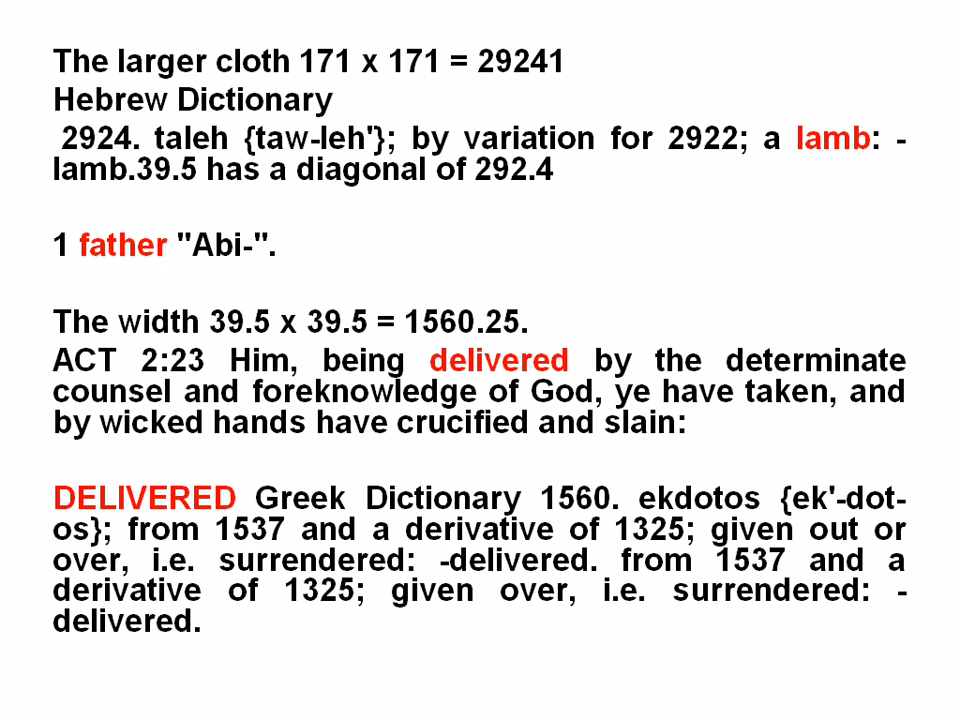 The larger cloth 171 x 171 = 29241
Hebrew Dictionary
2924. taleh {taw-leh'}; by variation for 2922; a lamb: -
lamb.39.5 has a diagonal of 292.4
1 father "Abi-".
The width 39.5 x 39.5 = 1560.25.
ACT 2:23 Him, being delivered by the determinate
counsel and foreknowledge of God, ye have taken, and
by wicked hands have crucified and slain:
DELIVERED Greek Dictionary 1560. ekdotos {ek'-dot-
os}; from 1537 and a derivative of 1325; given out or
over, i.e. surrendered: -delivered. from 1537 and a
derivative of 1325; given over, i.e. surrendered: -
delivered.